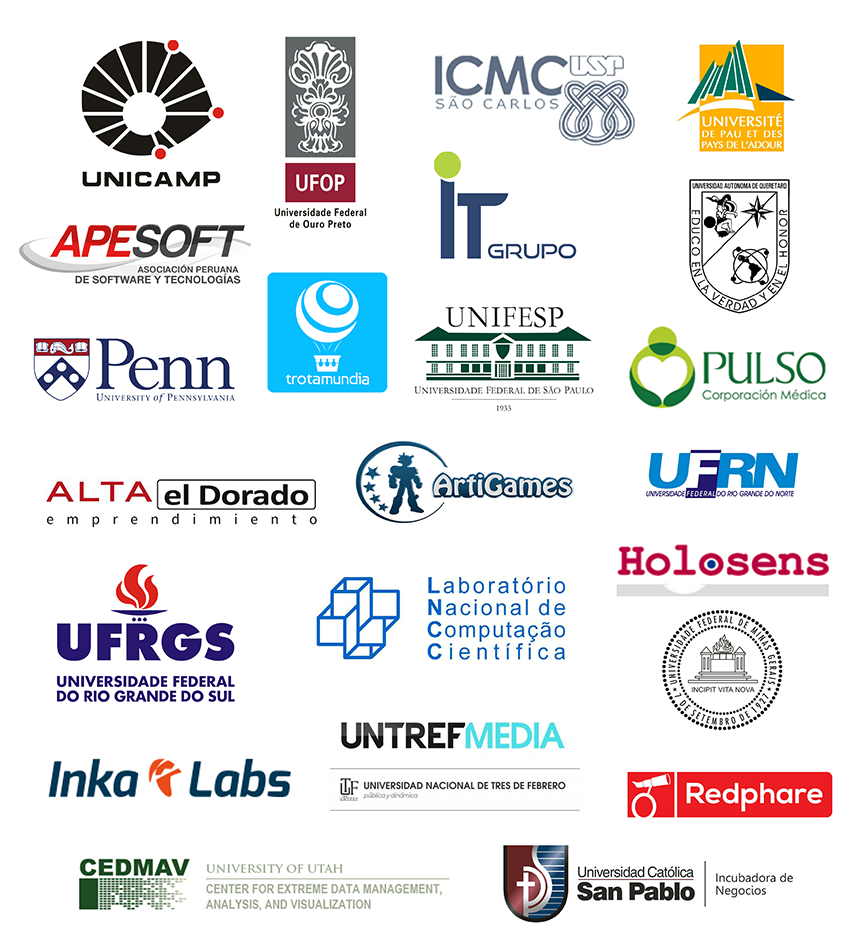 UNICAMP
UFOP
Universidade Federal
de Ouro Preto
ICMC USP
SÃO CARLOS
UNIVERSITÉ
DE PAU ET DES
PAYS DE L'ADOUR
APESOFT
ASOCIACIÓN PERUANA
DE SOFTWARE Y TECNOLOGÍAS
iT GRUPO
UNIVERSIDAD AUTONOMA DE QUERETARO
EDUCO EN LA VERDAD Y EN EL HONOR
Penn
UNIVERSITY of PENNSYLVANIA
trotamundia
UNIFESP
UNIVERSIDADE FEDERAL DE SÃO PAULO
1933
PULSO
Corporación Médica
ALTA el Dorado
emprendimiento
ArtiGames
UFRN
UNIVERSIDADE FEDERAL DO RIO GRANDE DO NORTE
Holosens
UFRGS
UNIVERSIDADE FEDERAL
DO RIO GRANDE DO SUL
Laboratório
Nacional de
Computação
Científica
UNIVERSIDADE FEDERAL DE MINAS GERAIS
INCIPIT VITA NOVA
7 DE SETEMBRO DE 1927
UNTREFMEDIA
UNIVERSIDAD NACIONAL DE TRES DE FEBRERO
pública y dinámica
Inka Labs
Redphare
CEDMAV
UNIVERSITY OF UTAH
CENTER FOR EXTREME DATA MANAGEMENT,
ANALYSIS, AND VISUALIZATION
Universidad Católica
San Pablo
Incubadora de
Negocios